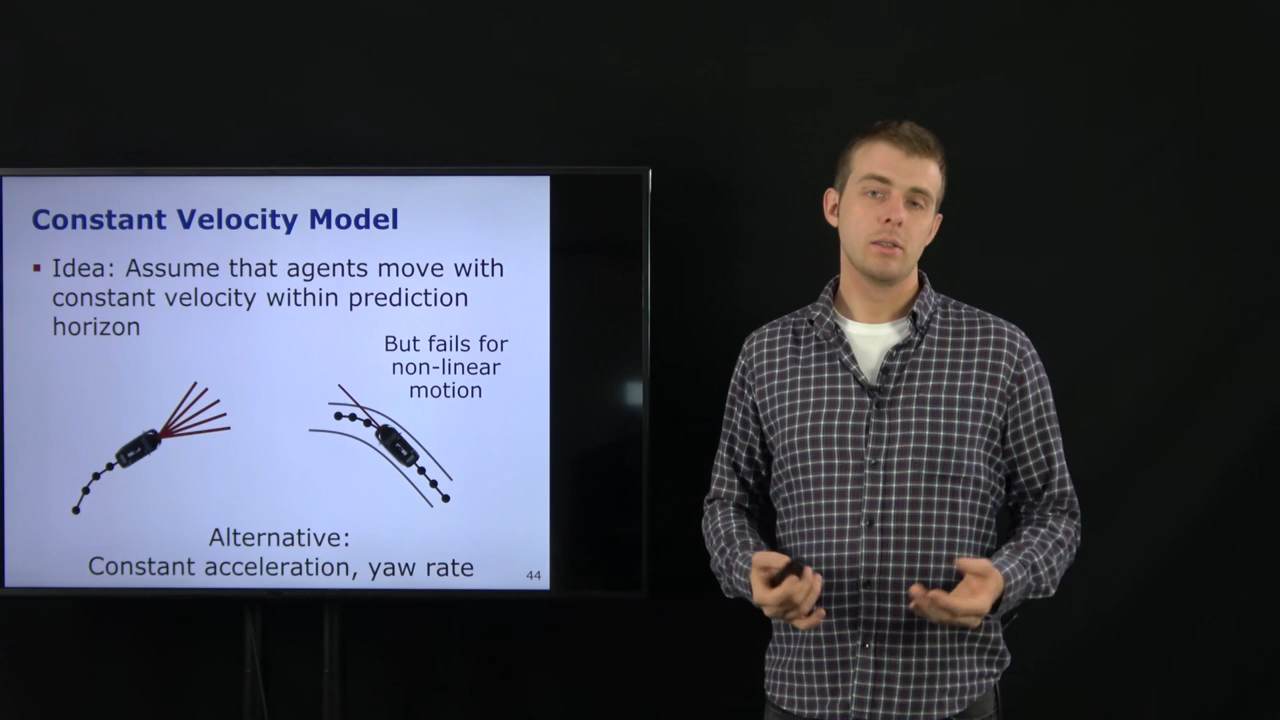 Constant Velocity Model
▪ Idea: Assume that agents move with
constant velocity within prediction
horizon
But fails for
non-linear
motion
Alternative:
Constant acceleration, yaw rate
44